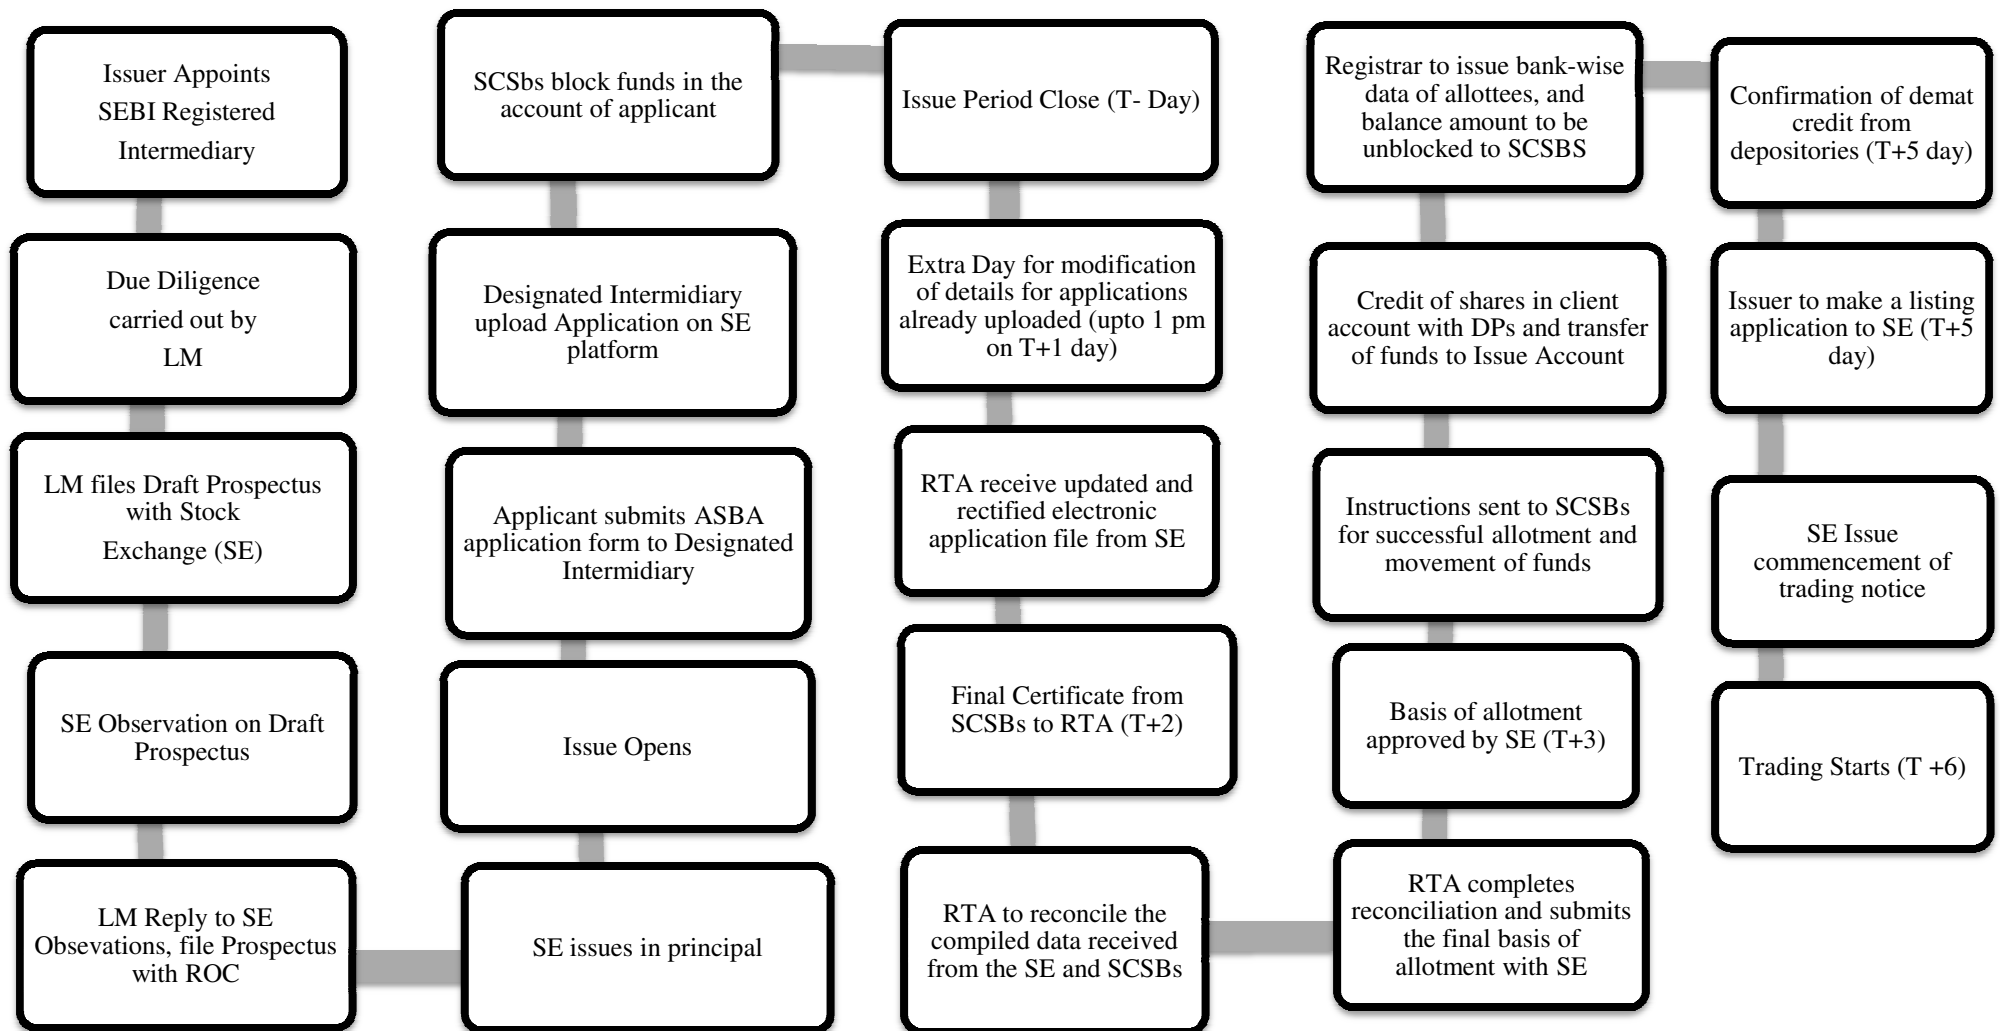 Issuer Appoints
SEBI Registered
Intermediary
Due Diligence
carried out by
LM
LM files Draft Prospectus
with Stock
Exchange (SE)
SE Observation on Draft
Prospectus
LM Reply to SE
Obsevations, file Prospectus
with ROC
SE issues in principal
Issue Opens
Applicant submits ASBA
application form to Designated
Intermidiary
Designated Intermidiary
upload Application on SE
platform
SCSbs block funds in the
account of applicant
Issue Period Close (T- Day)
Extra Day for modification
of details for applications
already uploaded (upto 1 pm
on T+1 day)
RTA receive updated and
rectified electronic
application file from SE
Final Certificate from
SCSBs to RTA (T+2)
RTA to reconcile the
compiled data received
from the SE and SCSBs
RTA completes
reconciliation and submits
the final basis of
allotment with SE
Basis of allotment
approved by SE (T+3)
Instructions sent to SCSBs
for successful allotment and
movement of funds
Credit of shares in client
account with DPs and transfer
of funds to Issue Account
Registrar to issue bank-wise
data of allottees, and
balance amount to be
unblocked to SCSBS
Confirmation of demat
credit from
depositories (T+5 day)
Issuer to make a listing
application to SE (T+5
day)
SE Issue
commencement of
trading notice
Trading Starts (T +6)